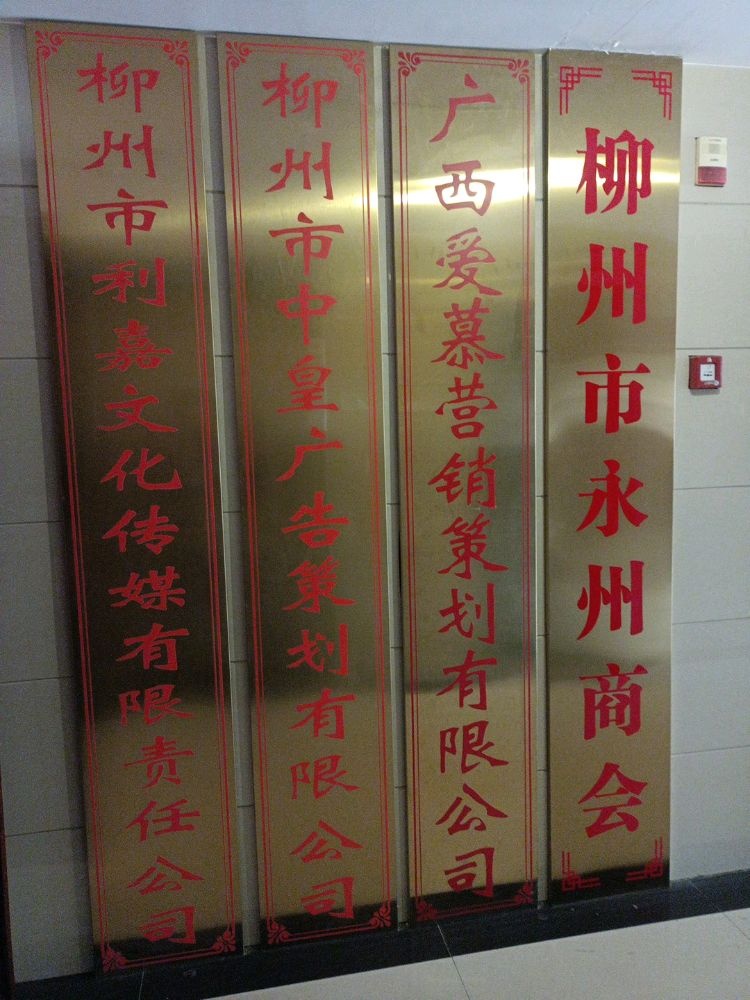 柳州市利嘉文化传媒有限责任公司
柳州市中皇广告策划有限公司
广西爱慕营销策划有限公司
柳州市永州商会